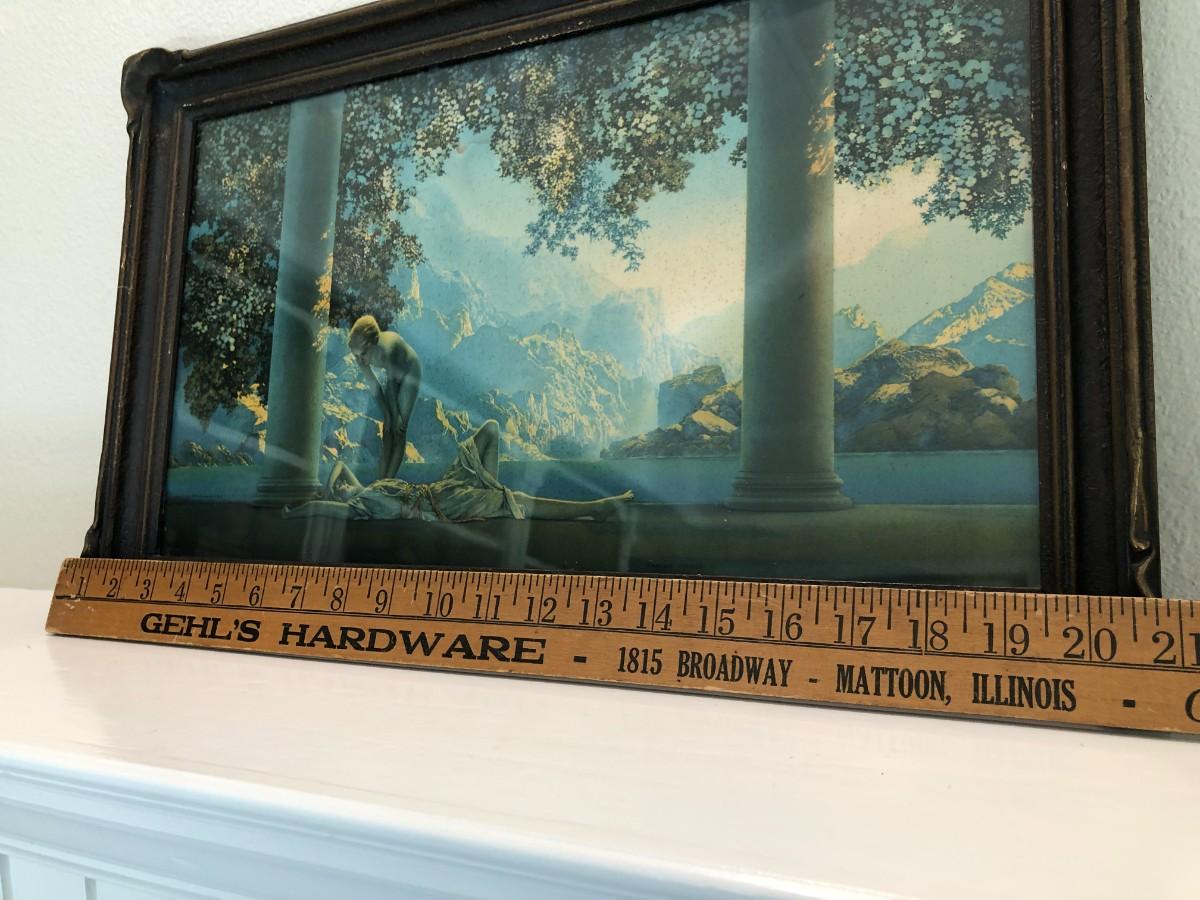 1 2 3 4 5 6 7 8 9 10 11 12 13 14 15 16 17 18 19 20 21
GEHL'S HARDWARE - 1815 BROADWAY - MATTOON, ILLINOIS -